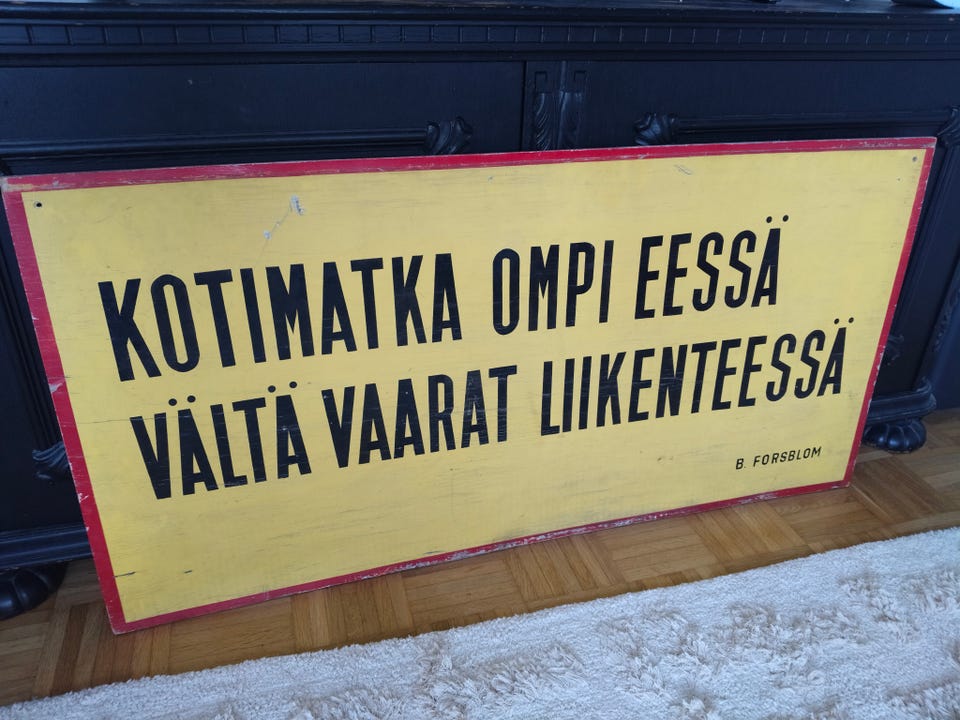 KOTIMATKA OMPI EESSÄ
VÄLTÄ VAARAT LIIKENTEESSÄ
B. FORSBLOM